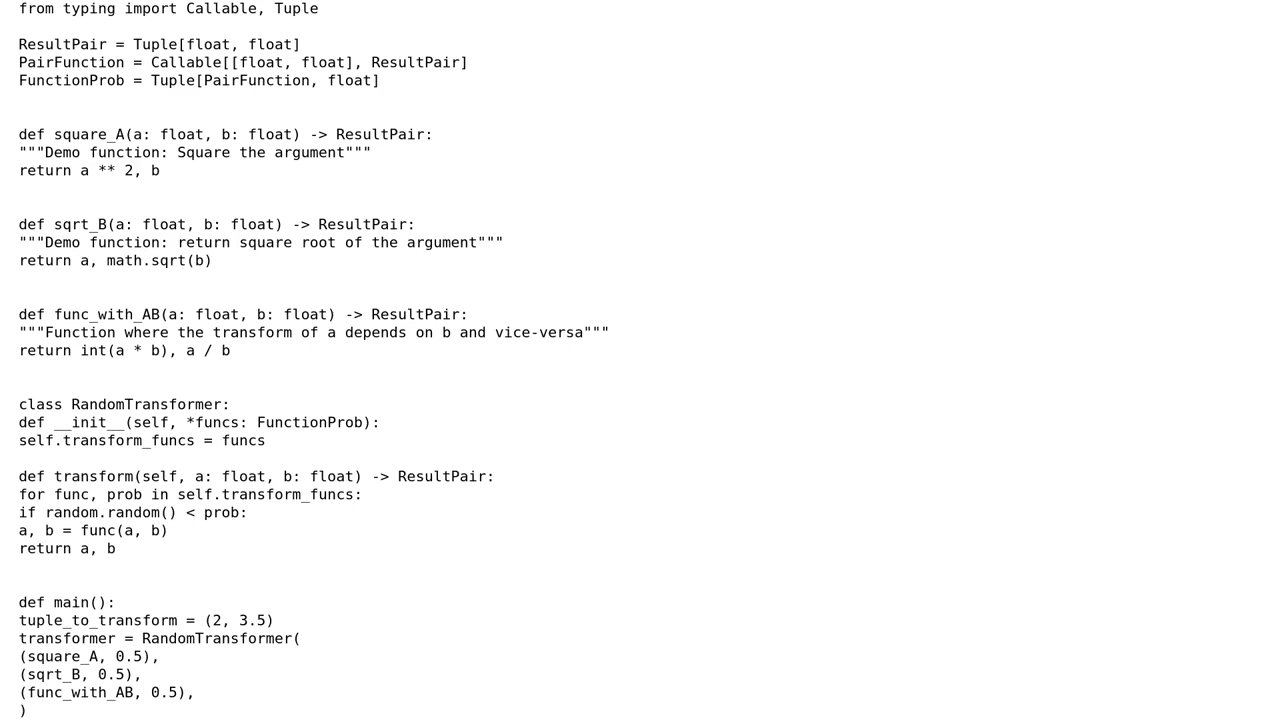 from typing import Callable, Tuple
ResultPair = Tuple[float, float]
PairFunction = Callable[[float, float], ResultPair]
FunctionProb = Tuple[PairFunction, float]
def square_A(a: float, b: float) -> ResultPair:
"""Demo function: Square the argument"""
return a ** 2, b
def sqrt_B(a: float, b: float) -> ResultPair:
"""Demo function: return square root of the argument"""
return a, math.sqrt(b)
def func_with_AB(a: float, b: float) -> ResultPair:
"""Function where the transform of a depends on b and vice-versa"""
return int(a * b), a / b
class RandomTransformer:
def __init__(self, *funcs: FunctionProb):
self.transform_funcs = funcs
def transform(self, a: float, b: float) -> ResultPair:
for func, prob in self.transform_funcs:
if random.random() < prob:
a, b = func(a, b)
return a, b
def main():
tuple_to_transform = (2, 3.5)
transformer = RandomTransformer(
(square_A, 0.5),
(sqrt_B, 0.5),
(func_with_AB, 0.5),
)